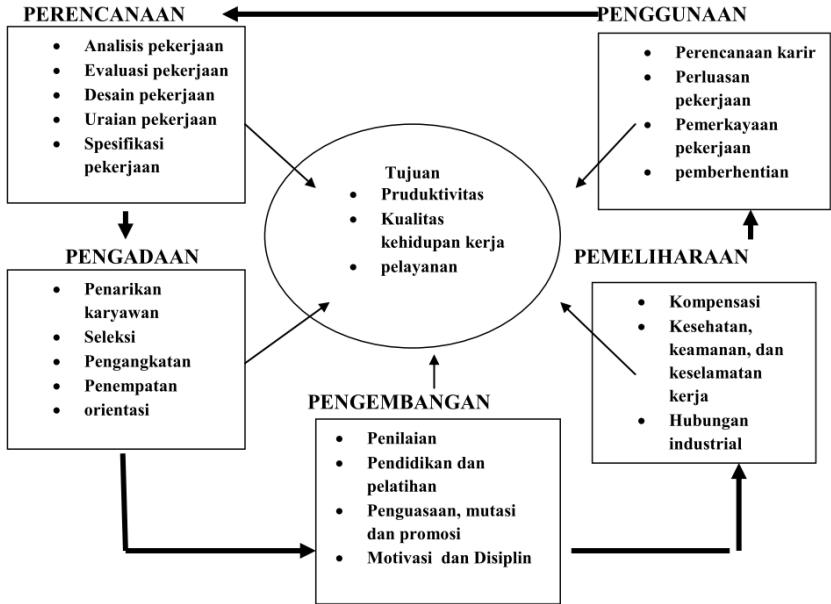 PERENCANAAN
• Analisis pekerjaan
• Evaluasi pekerjaan
• Desain pekerjaan
• Uraian pekerjaan
• Spesifikasi
pekerjaan
PENGGUNAAN
• Perencanaan karir
• Perluasan
pekerjaan
• Pemerkayaan
pekerjaan
• pemberhentian
Tujuan
• Pruduktivitas
• Kualitas
kehidupan kerja
• pelayanan
PENGADAAN
• Penarikan
karyawan
• Seleksi
• Pengangkatan
• Penempatan
• orientasi
PEMELIHARAAN
• Kompensasi
• Kesehatan,
keamanan, dan
keselamatan
kerja
• Hubungan
industrial
PENGEMBANGAN
• Penilaian
• Pendidikan dan
pelatihan
• Penguasaan, mutasi
dan promosi
• Motivasi dan Disiplin